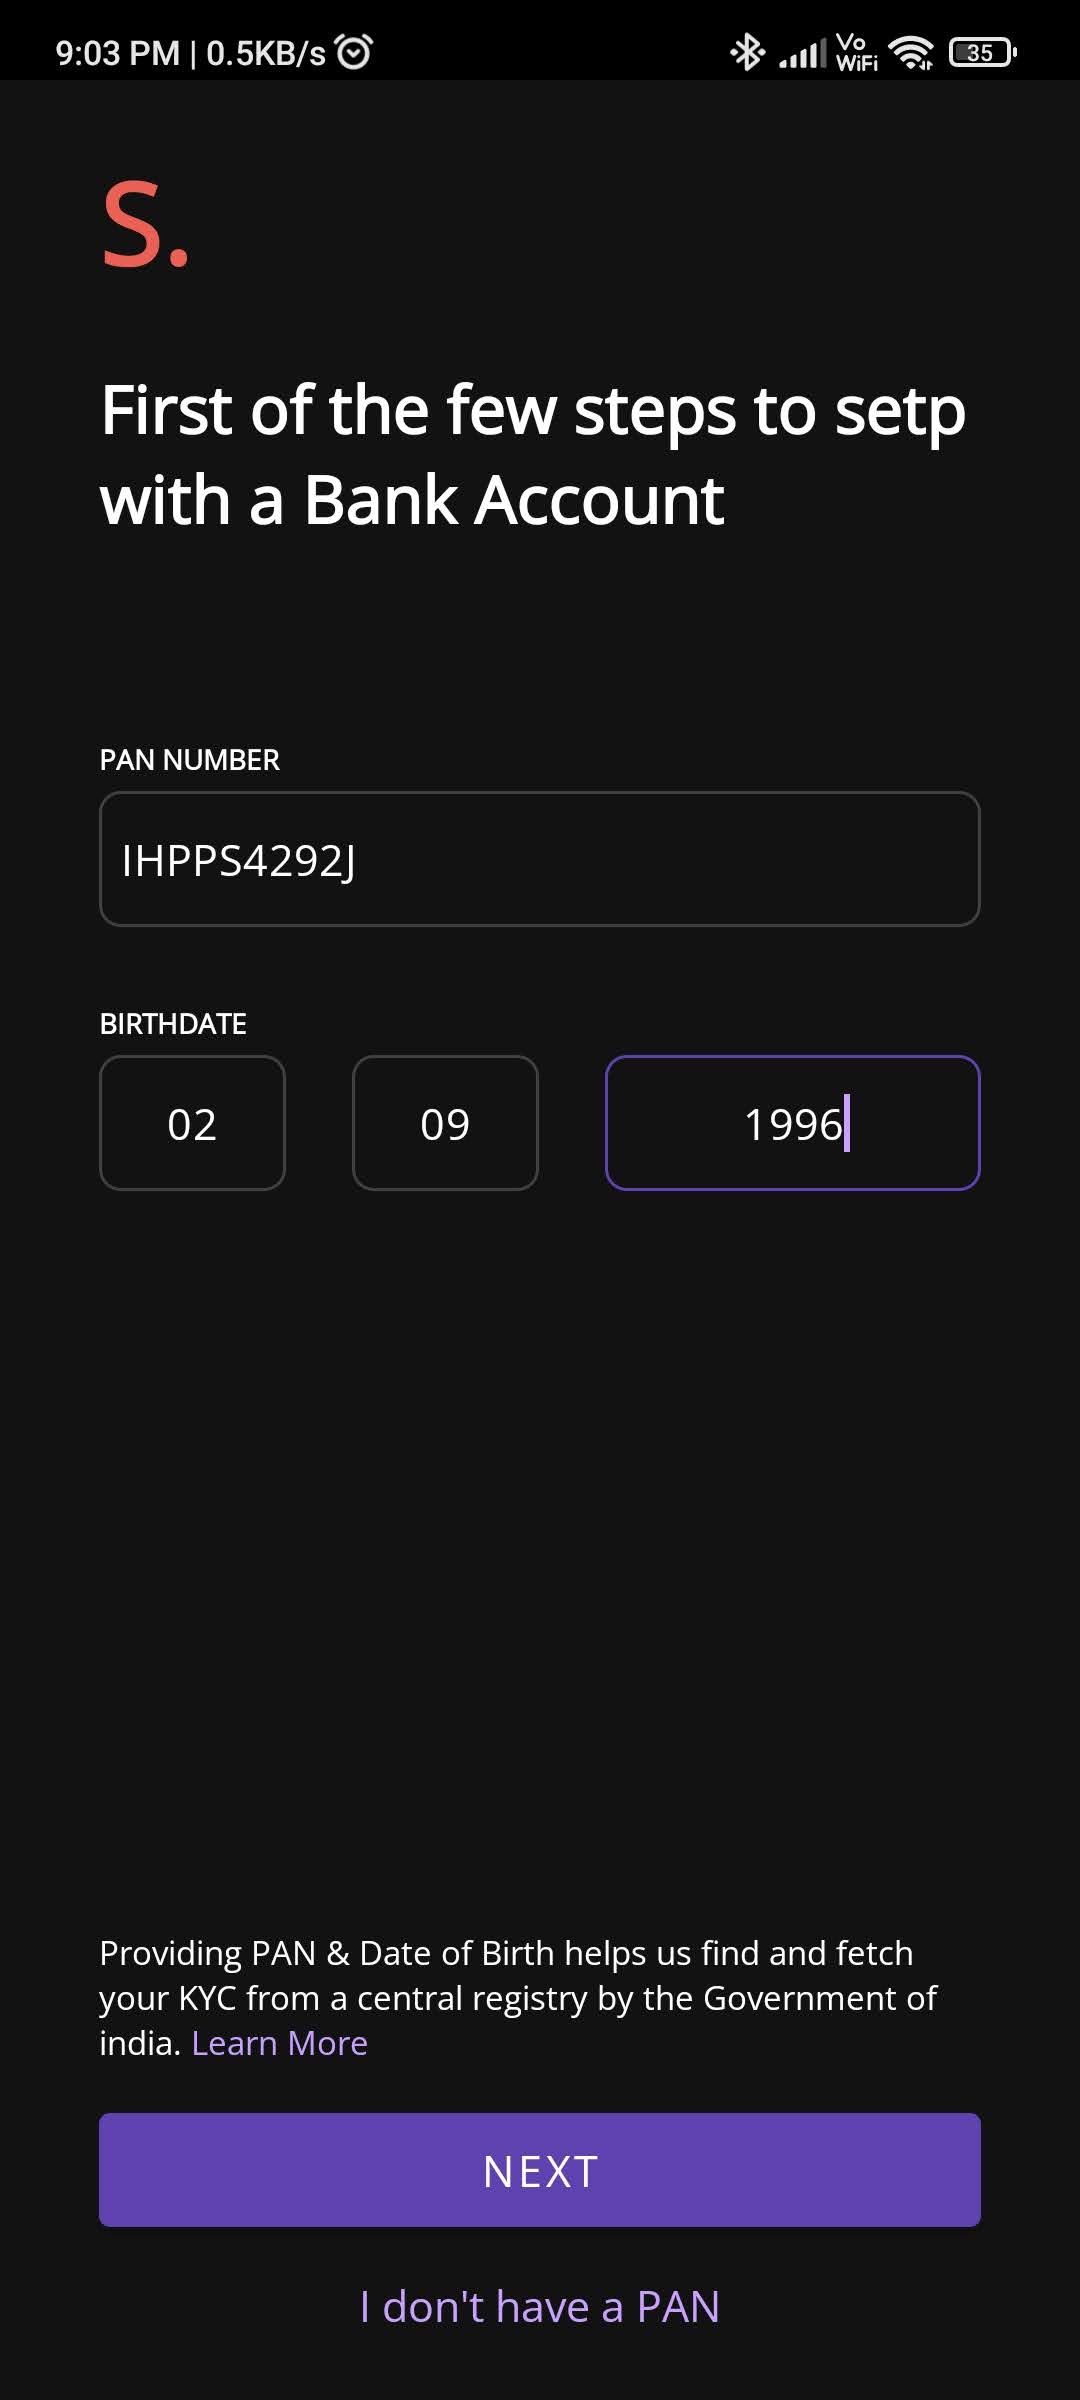 9:03 PM | 0.5KB/s
Vo
WiFi
35
S.
First of the few steps to setp
with a Bank Account
PAN NUMBER
IHPPS4292J
BIRTHDATE
02 09 1996
Providing PAN & Date of Birth helps us find and fetch
your KYC from a central registry by the Government of
india. Learn More
NEXT
I don't have a PAN